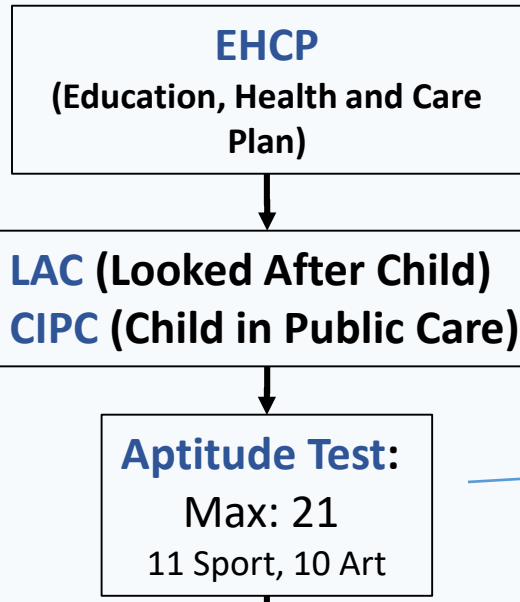 EHCP
(Education, Health and Care
Plan)
LAC (Looked After Child)
CIPC (Child in Public Care)
Aptitude Test:
Max: 21
11 Sport, 10 Art